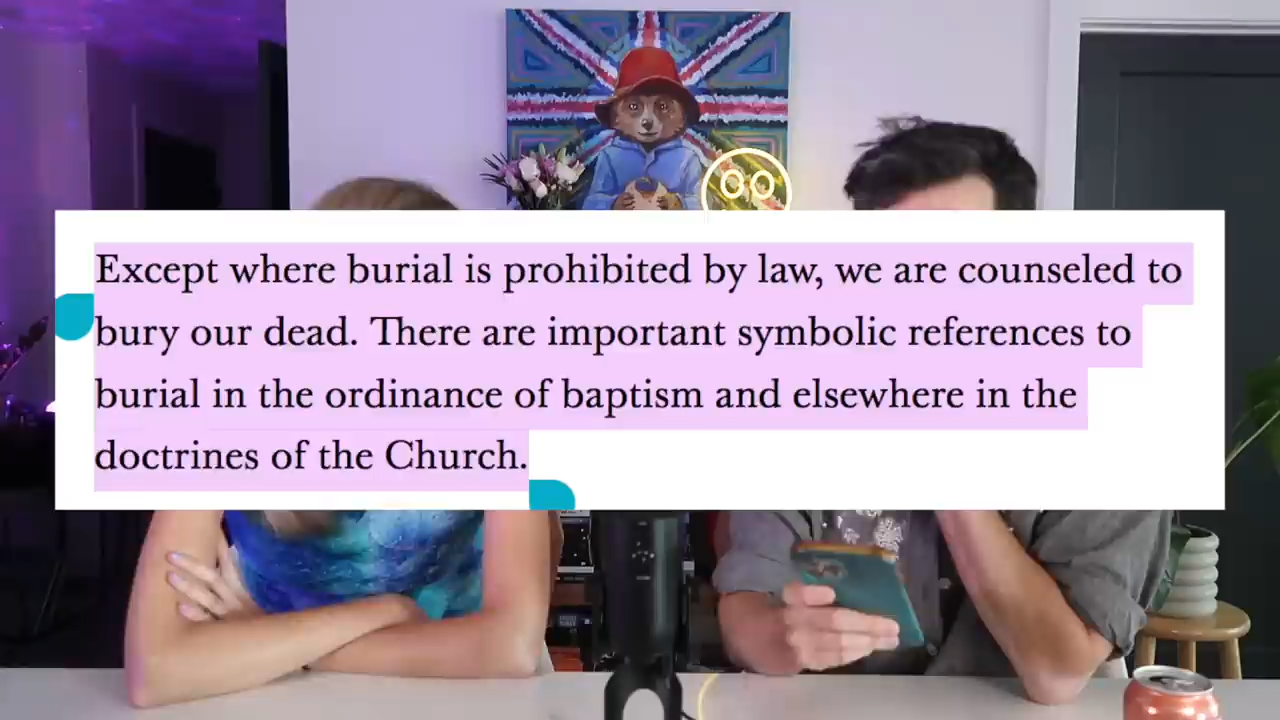 Except where burial is prohibited by law, we are counseled to
bury our dead. There are important symbolic references to
burial in the ordinance of baptism and elsewhere in the
doctrines of the Church.